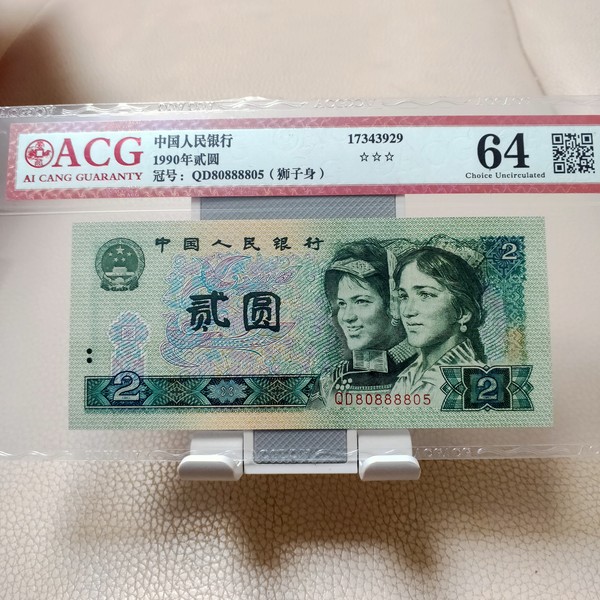 ACG
AI CANG GUARANTY
中国人民银行
1990年贰圆
冠号：QD80888805（狮子身）
17343929
☆☆☆
64
Choice Uncirculated
中国人民银行
贰圆
2
2
2
QD80888805